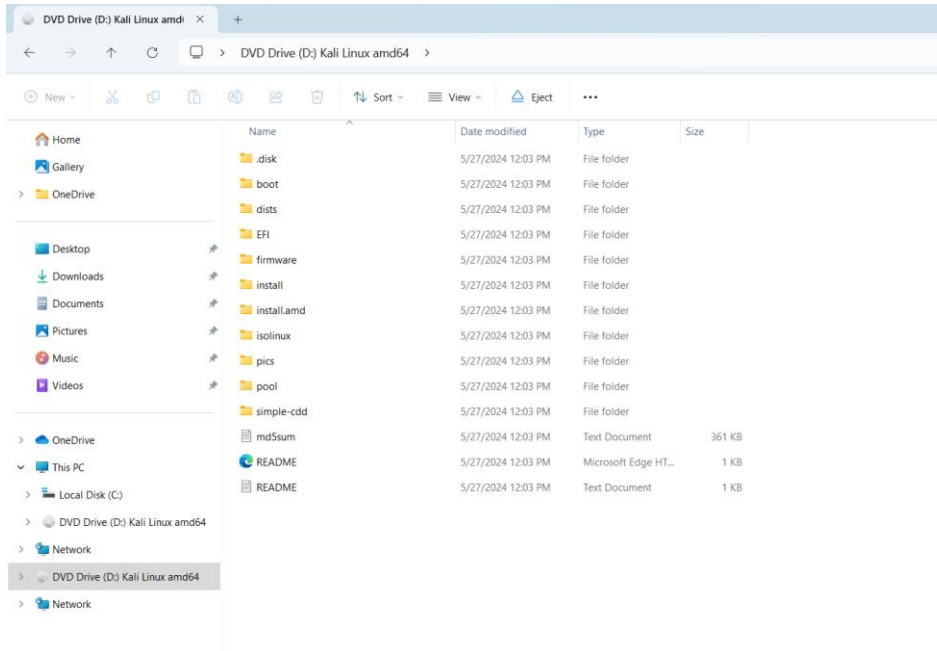 DVD Drive (D:) Kali Linux amd
DVD Drive (D:) Kali Linux amd64
New Sort View Eject
Home
Gallery
OneDrive
Desktop
Downloads
Documents
Pictures
Music
Videos
OneDrive
This PC
Local Disk (C:)
DVD Drive (D:) Kali Linux amd64
Network
DVD Drive (D:) Kali Linux amd64
Network
Name Date modified Type Size
.disk 5/27/2024 12:03 PM File folder
boot 5/27/2024 12:03 PM File folder
dists 5/27/2024 12:03 PM File folder
EFI 5/27/2024 12:03 PM File folder
firmware 5/27/2024 12:03 PM File folder
install 5/27/2024 12:03 PM File folder
install.amd 5/27/2024 12:03 PM File folder
isolinux 5/27/2024 12:03 PM File folder
pics 5/27/2024 12:03 PM File folder
pool 5/27/2024 12:03 PM File folder
simple-cdd 5/27/2024 12:03 PM File folder
md5sum 5/27/2024 12:03 PM Text Document 361 KB
README 5/27/2024 12:03 PM Microsoft Edge HT... 1 KB
README 5/27/2024 12:03 PM Text Document 1 KB